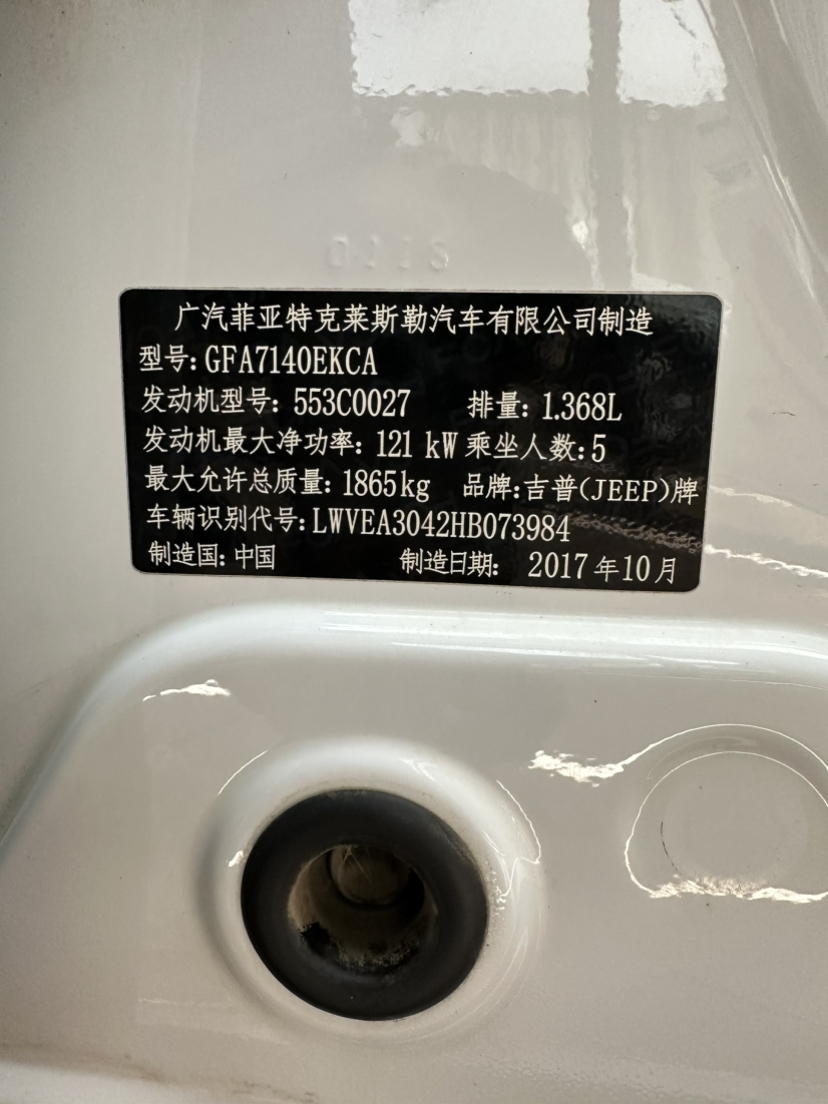 广汽菲亚特克莱斯勒汽车有限公司制造
型号: GFA7140EKCA
发动机型号: 553C0027 排量: 1.368L
发动机最大净功率: 121 kW 乘坐人数: 5
最大允许总质量: 1865kg 品牌: 吉普(JEEP)牌
车辆识别代号: LWVEA3042HB073984
制造国: 中国 制造日期: 2017年10月